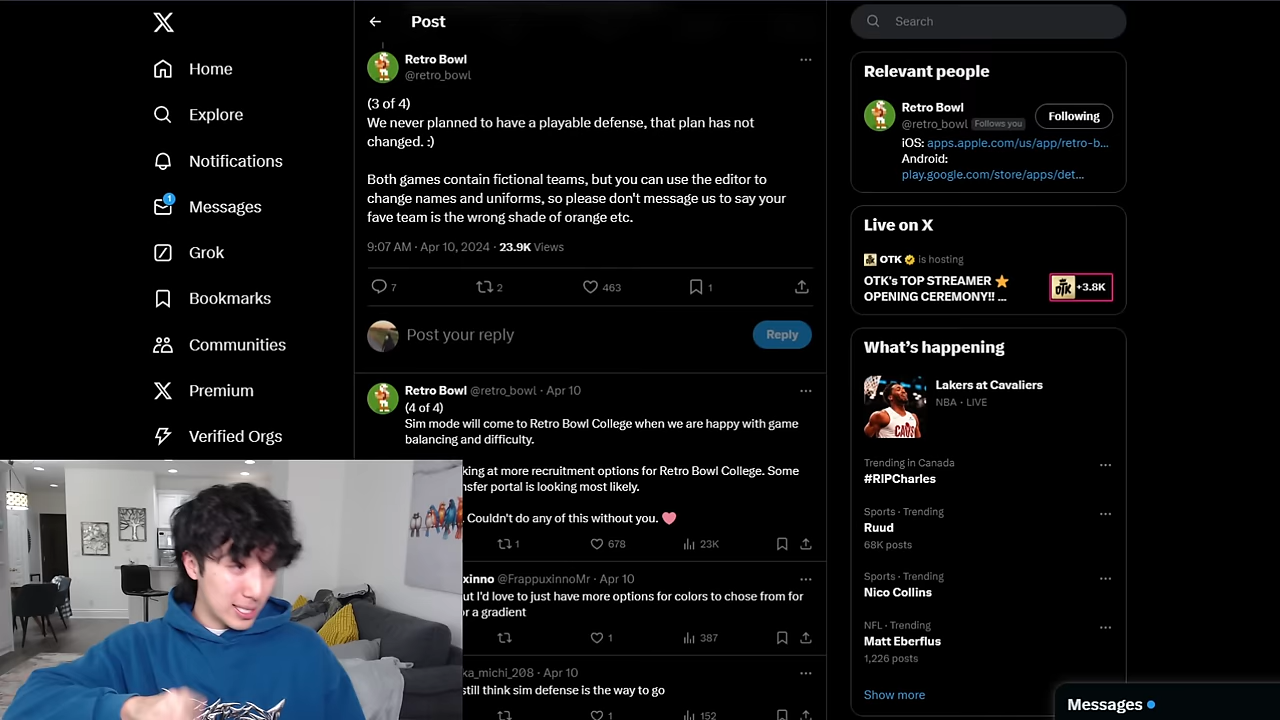 Home
Explore
Notifications
1
Messages
Grok
Bookmarks
Communities
Premium
Verified Orgs
Post
Retro Bowl
@retro_bowl
(3 of 4)
We never planned to have a playable defense, that plan has not
changed. :)
Both games contain fictional teams, but you can use the editor to
change names and uniforms, so please don't message us to say your
fave team is the wrong shade of orange etc.
9:07 AM · Apr 10, 2024 · 23.9K Views
7
2
463
1
Post your reply
Reply
Retro Bowl @retro_bowl · Apr 10
(4 of 4)
Sim mode will come to Retro Bowl College when we are happy with game
balancing and difficulty.
king at more recruitment options for Retro Bowl College. Some
nsfer portal is looking most likely.
Couldn't do any of this without you.
1
678
23K
xinno @FrappuxinnoMr · Apr 10
ut I'd love to just have more options for colors to chose from for
or a gradient
1
387
ka_michi_208 · Apr 10
still think sim defense is the way to go
1
152
Search
Relevant people
Retro Bowl
@retro_bowl Follows you
Following
iOS: apps.apple.com/us/app/retro-b...
Android:
play.google.com/store/apps/det...
Live on X
OTK is hosting
OTK's TOP STREAMER
OPENING CEREMONY!! ...
OTK
+3.8K
What's happening
Lakers at Cavaliers
NBA · LIVE
Trending in Canada
#RIPCharles
Sports · Trending
Ruud
68K posts
Sports · Trending
Nico Collins
NFL · Trending
Matt Eberflus
1,226 posts
Show more
Messages